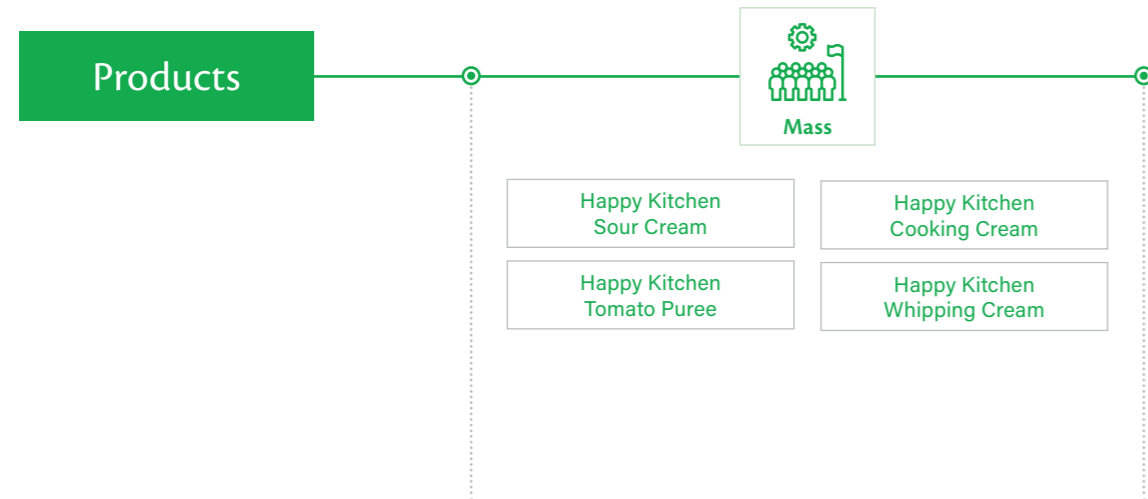 Products
Mass
Happy Kitchen
Sour Cream
Happy Kitchen
Cooking Cream
Happy Kitchen
Tomato Puree
Happy Kitchen
Whipping Cream